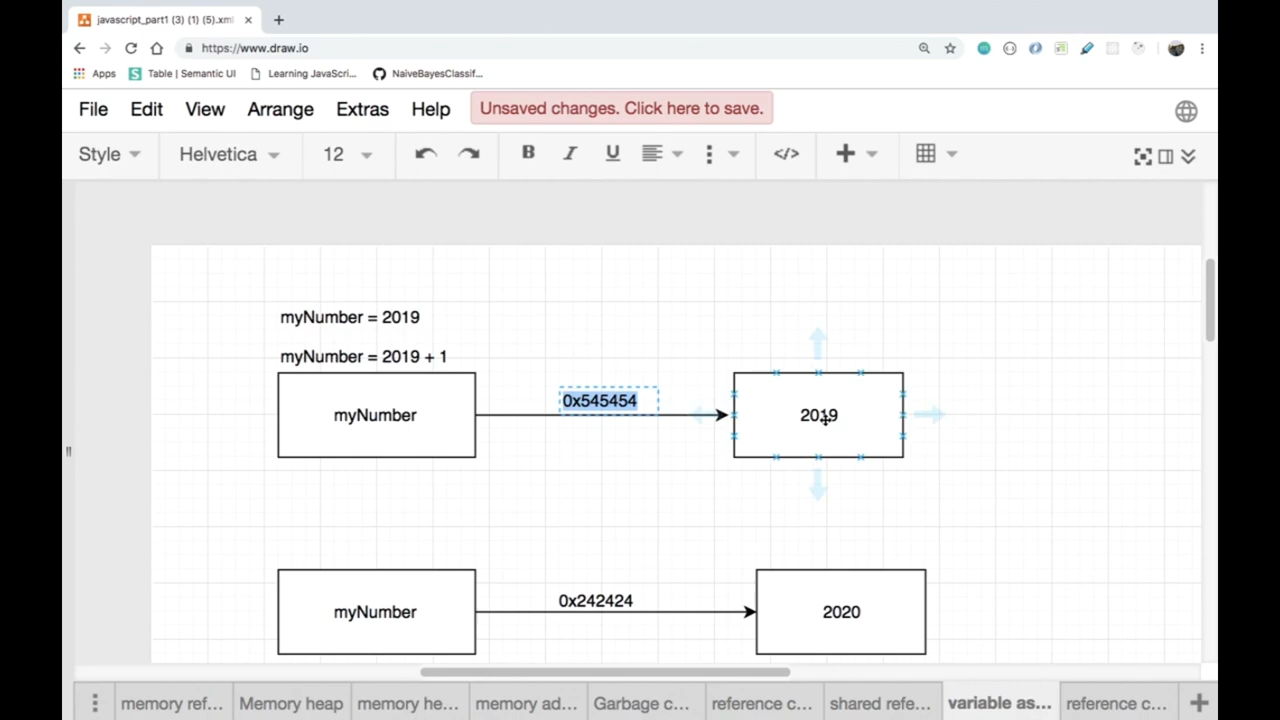 javascript_part1 (3) (1) (5).xml
https://www.draw.io
Apps
Table | Semantic UI
Learning JavaScri...
NaiveBayesClassif...
File Edit View Arrange Extras Help
Unsaved changes. Click here to save.
Style
Helvetica
12
B I U
</>
myNumber = 2019
myNumber = 2019 + 1
myNumber
0x545454
2019
myNumber
0x242424
2020
memory ref...
Memory heap
memory he...
memory ad...
Garbage c...
reference c...
shared refe...
variable as...
reference c...